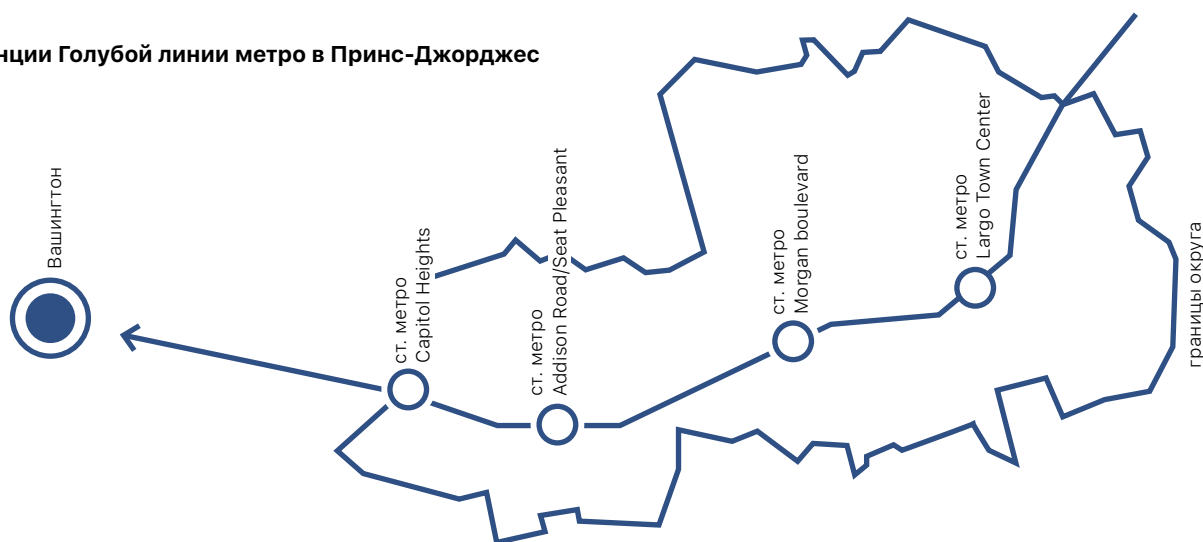 нции Голубой линии метро в Принс-Джорджес
Вашингтон
ст. метро
Capitol Heights
ст. метро
Addison Road/Seat Pleasant
ст. метро
Morgan boulevard
ст. метро
Largo Town Center
границы округа